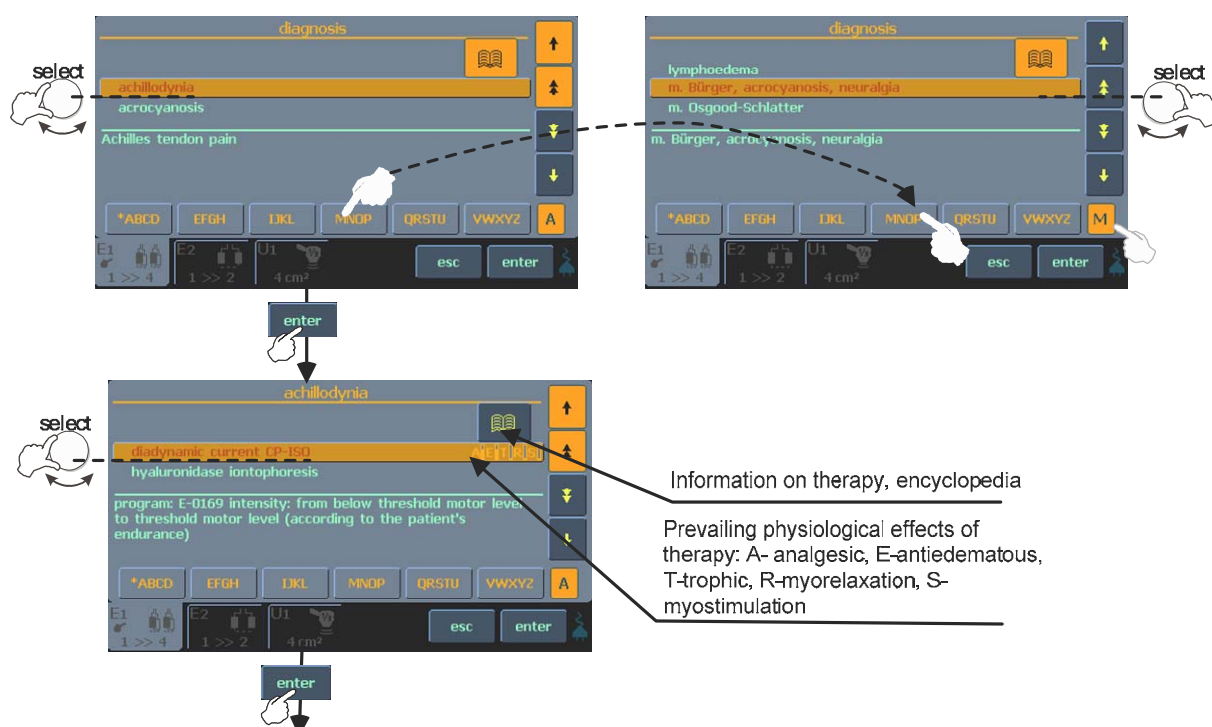 diagnosis
select
achillodynia
acrocyanosis
Achilles tendon pain
*ABCD EFGH IJKL MNOP QRSTU VWXYZ A
E1 E2 U1
1 >> 4 1 >> 2 4 cm²
esc enter
diagnosis
select
lymphoedema
m. Bürger, acrocyanosis, neuralgia
m. Osgood-Schlatter
m. Bürger, acrocyanosis, neuralgia
*ABCD EFGH IJKL MNOP QRSTU VWXYZ M
E1 E2 U1
1 >> 4 1 >> 2 4 cm²
esc enter
enter
achillodynia
select
diadynamic current CP-ISO A E T R S
hyaluronidase iontophoresis
program: E-0169 intensity: from below threshold motor level
to threshold motor level (according to the patient's
endurance)
*ABCD EFGH IJKL MNOP QRSTU VWXYZ A
E1 E2 U1
1 >> 4 1 >> 2 4 cm²
esc enter
Information on therapy, encyclopedia
Prevailing physiological effects of
therapy: A- analgesic, E-antiedematous,
T-trophic, R-myorelaxation, S-
myostimulation
enter